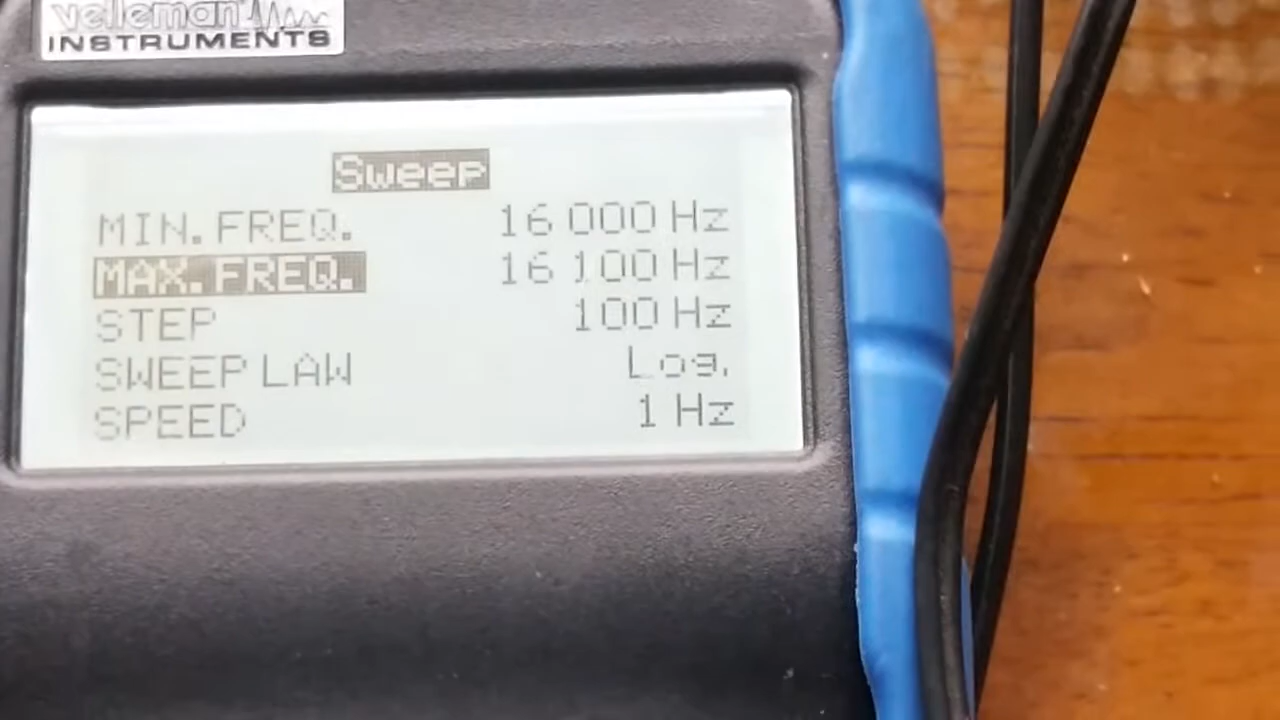 velleman
INSTRUMENTS
Sweep
MIN. FREQ. 16 000 Hz
MAX. FREQ. 16 100 Hz
STEP 100 Hz
SWEEP LAW Log.
SPEED 1 Hz